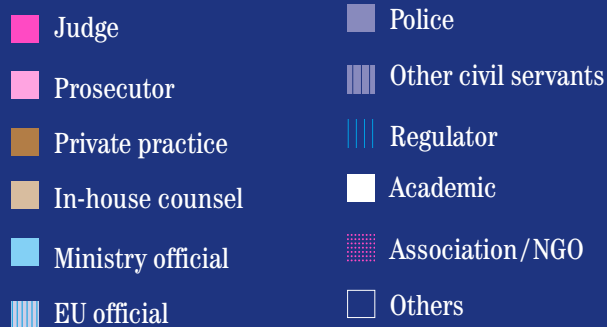 Judge
Prosecutor
Private practice
In-house counsel
Ministry official
EU official
Police
Other civil servants
Regulator
Academic
Association/NGO
Others